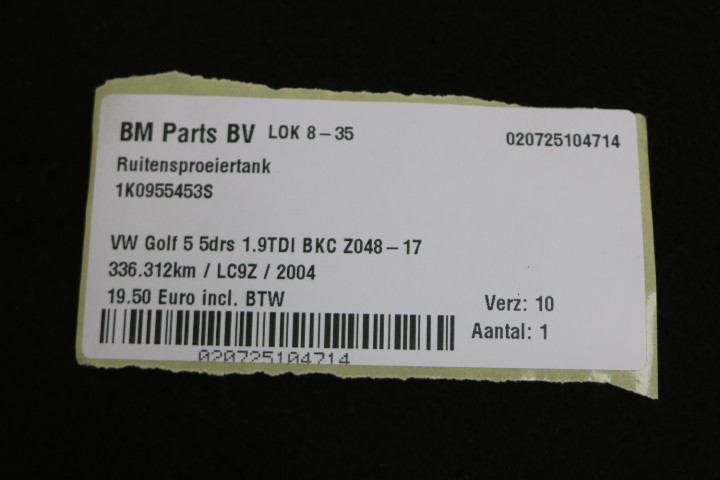 BM Parts BV LOK 8-35 020725104714
Ruitensproeiertank
1K0955453S
VW Golf 5 5drs 1.9TDI BKC Z048-17
336.312km / LC9Z / 2004
19.50 Euro incl. BTW Verz: 10
Aantal: 1
020725104714